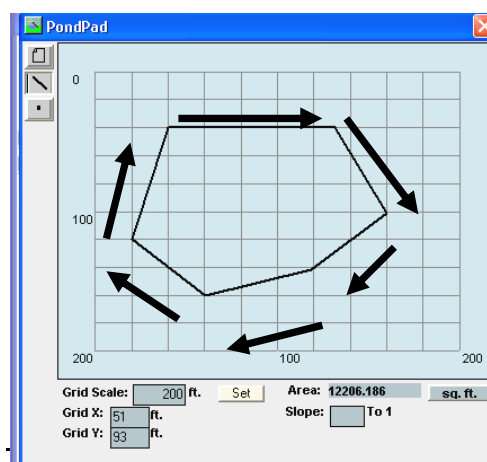 PondPad
0
100
200 100 200
Grid Scale: 200 ft. Set Area: 12206.186 sq. ft.
Grid X: 51 ft. Slope: To 1
Grid Y: 93 ft.